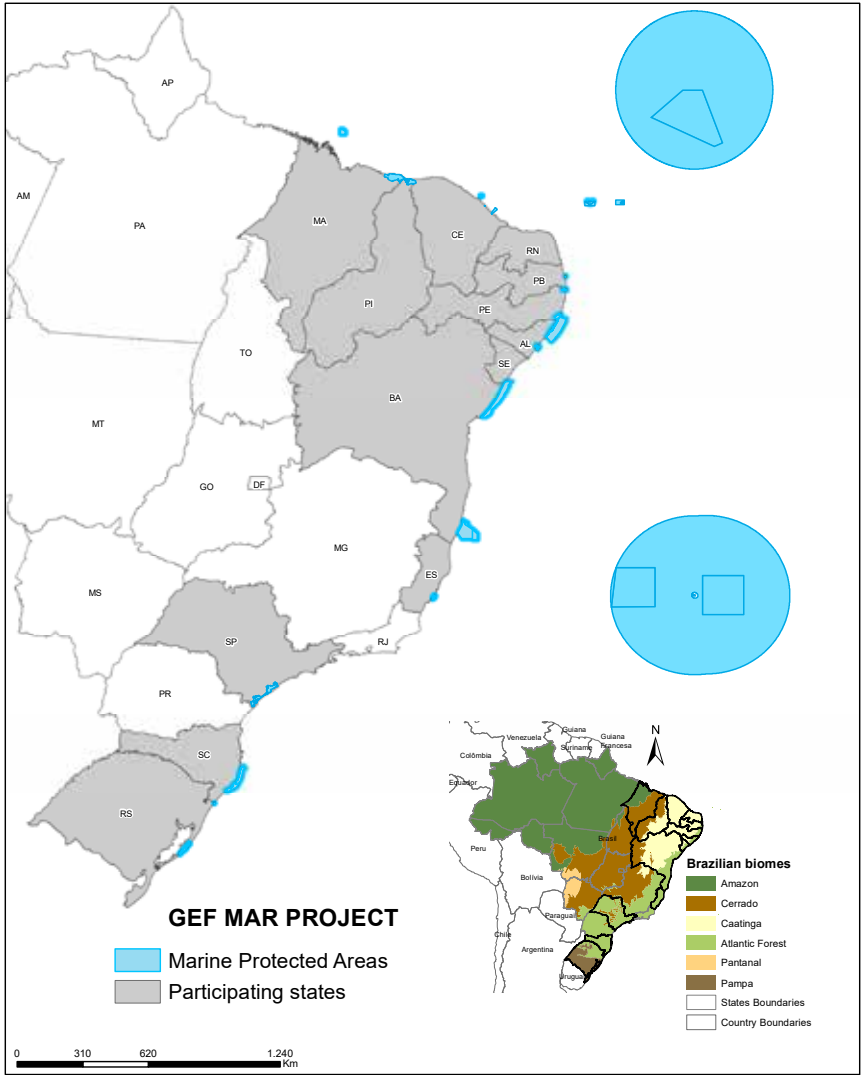 AP
AM
PA
MA
CE
RN
PB
PI
PE
AL
TO
SE
BA
MT
GO
DF
MG
ES
MS
SP
RJ
PR
SC
RS
GEF MAR PROJECT
Marine Protected Areas
Participating states
0 310 620 1.240
Km
N
Venezuela
Guiana
Suriname
Guiana
Francesa
Colômbia
Equador
Brasil
Peru
Bolívia
Paraguai
Chile
Argentina
Uruguai
Brazilian biomes
Amazon
Cerrado
Caatinga
Atlantic Forest
Pantanal
Pampa
States Boundaries
Country Boundaries